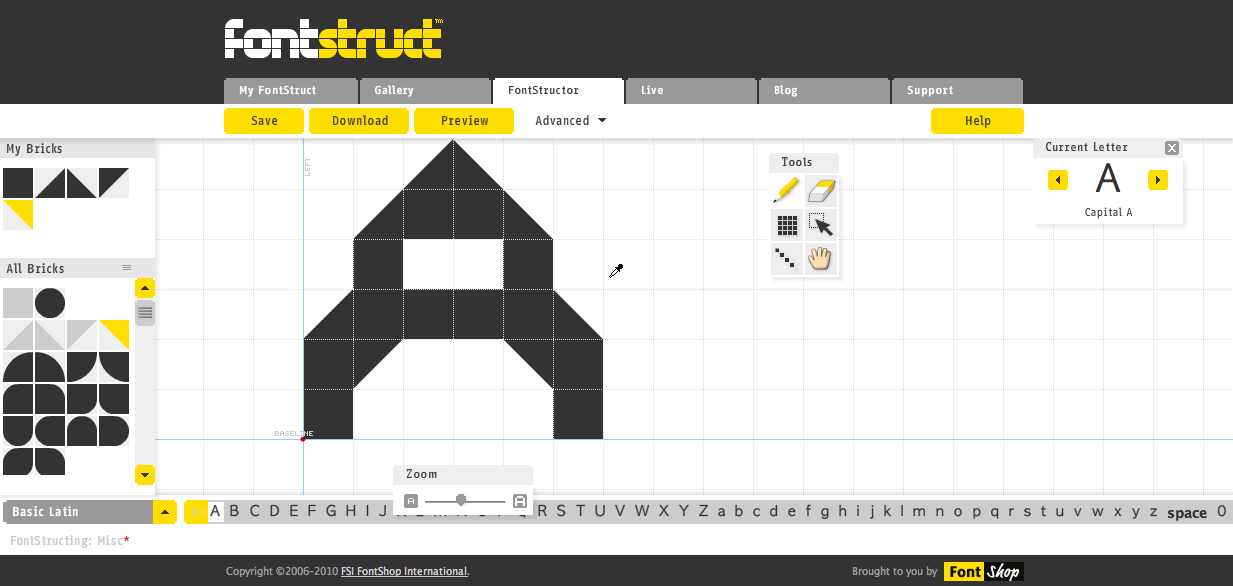 fontstruct™
My FontStruct Gallery FontStructor Live Blog Support
Save Download Preview Advanced Help
My Bricks
LEFT
Tools
Current Letter
A
Capital A
All Bricks
BASELINE
Zoom
A A
Basic Latin
A B C D E F G H I J R S T U V W X Y Z a b c d e f g h i j k l m n o p q r s t u v w x y z space 0
FontStructing: Misc*
Copyright ©2006-2010 FSI FontShop International.
Brought to you by Font Shop